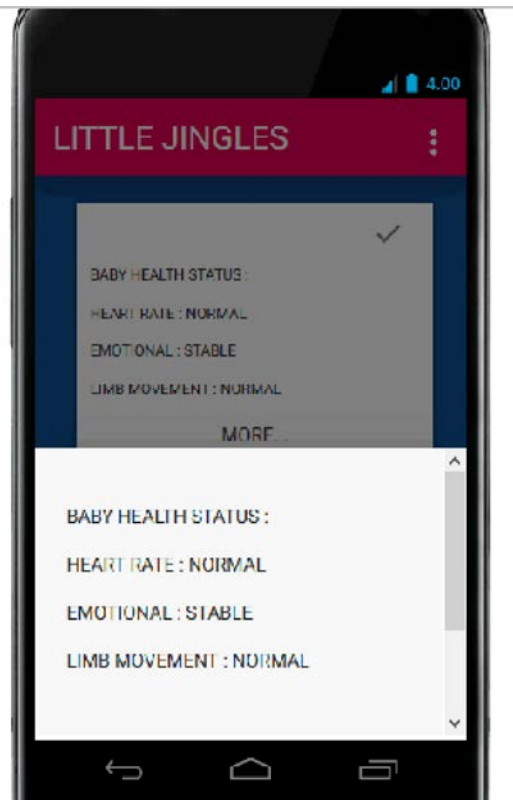 4.00
LITTLE JINGLES
BABY HEALTH STATUS :
HEART RATE : NORMAL
EMOTIONAL : STABLE
LIMB MOVEMENT : NORMAL
MORE...
BABY HEALTH STATUS :
HEART RATE : NORMAL
EMOTIONAL : STABLE
LIMB MOVEMENT : NORMAL